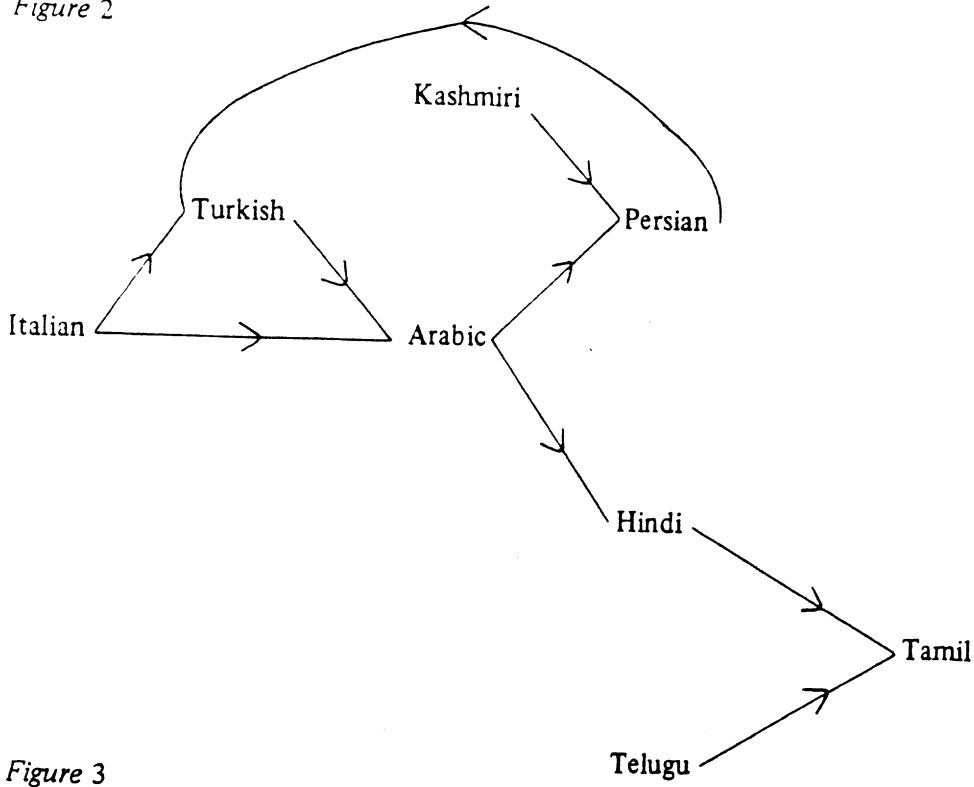 Figure 2
Kashmiri
Turkish
Persian
Italian
Arabic
Hindi
Tamil
Telugu
Figure 3